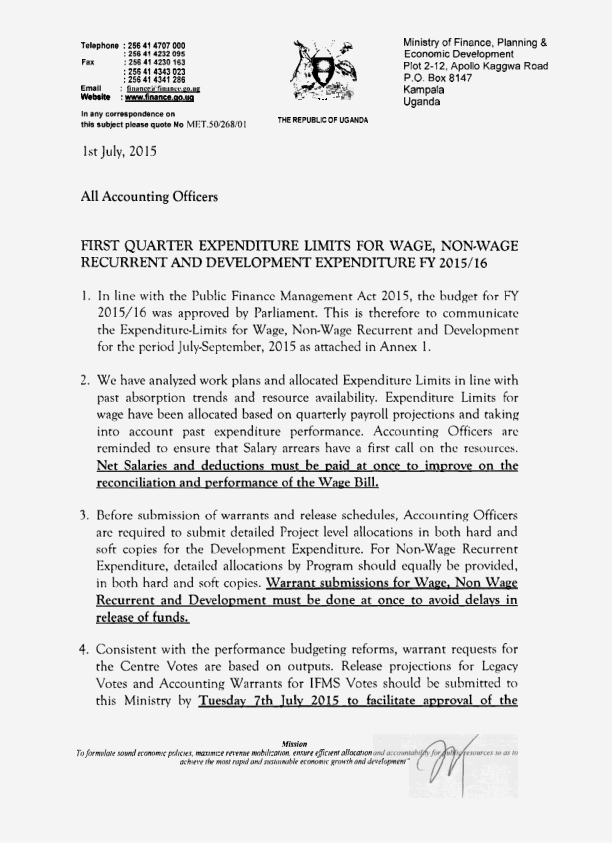 Telephone : 256 41 4707 000
: 256 41 4232 095
Fax : 256 41 4230 163
: 256 41 4343 023
: 256 41 4341 286
Email : finance@finance.go.ug
Website : www.finance.go.ug
In any correspondence on
this subject please quote No MET.50/268/01
THE REPUBLIC OF UGANDA
Ministry of Finance, Planning &
Economic Development
Plot 2-12, Apollo Kaggwa Road
P.O. Box 8147
Kampala
Uganda
1st July, 2015
All Accounting Officers
FIRST QUARTER EXPENDITURE LIMITS FOR WAGE, NON-WAGE
RECURRENT AND DEVELOPMENT EXPENDITURE FY 2015/16
1. In line with the Public Finance Management Act 2015, the budget for FY
2015/16 was approved by Parliament. This is therefore to communicate
the Expenditure-Limits for Wage, Non-Wage Recurrent and Development
for the period July-September, 2015 as attached in Annex 1.
2. We have analyzed work plans and allocated Expenditure Limits in line with
past absorption trends and resource availability. Expenditure Limits for
wage have been allocated based on quarterly payroll projections and taking
into account past expenditure performance. Accounting Officers are
reminded to ensure that Salary arrears have a first call on the resources.
Net Salaries and deductions must be paid at once to improve on the
reconciliation and performance of the Wage Bill.
3. Before submission of warrants and release schedules, Accounting Officers
are required to submit detailed Project level allocations in both hard and
soft copies for the Development Expenditure. For Non-Wage Recurrent
Expenditure, detailed allocations by Program should equally be provided,
in both hard and soft copies. Warrant submissions for Wage, Non Wage
Recurrent and Development must be done at once to avoid delays in
release of funds.
4. Consistent with the performance budgeting reforms, warrant requests for
the Centre Votes are based on outputs. Release projections for Legacy
Votes and Accounting Warrants for IFMS Votes should be submitted to
this Ministry by Tuesday 7th July 2015 to facilitate approval of the
Mission
To formulate sound economic policies, maximize revenue mobilization, ensure efficient allocation and accountability for public resources so as to
achieve the most rapid and sustainable economic growth and development"